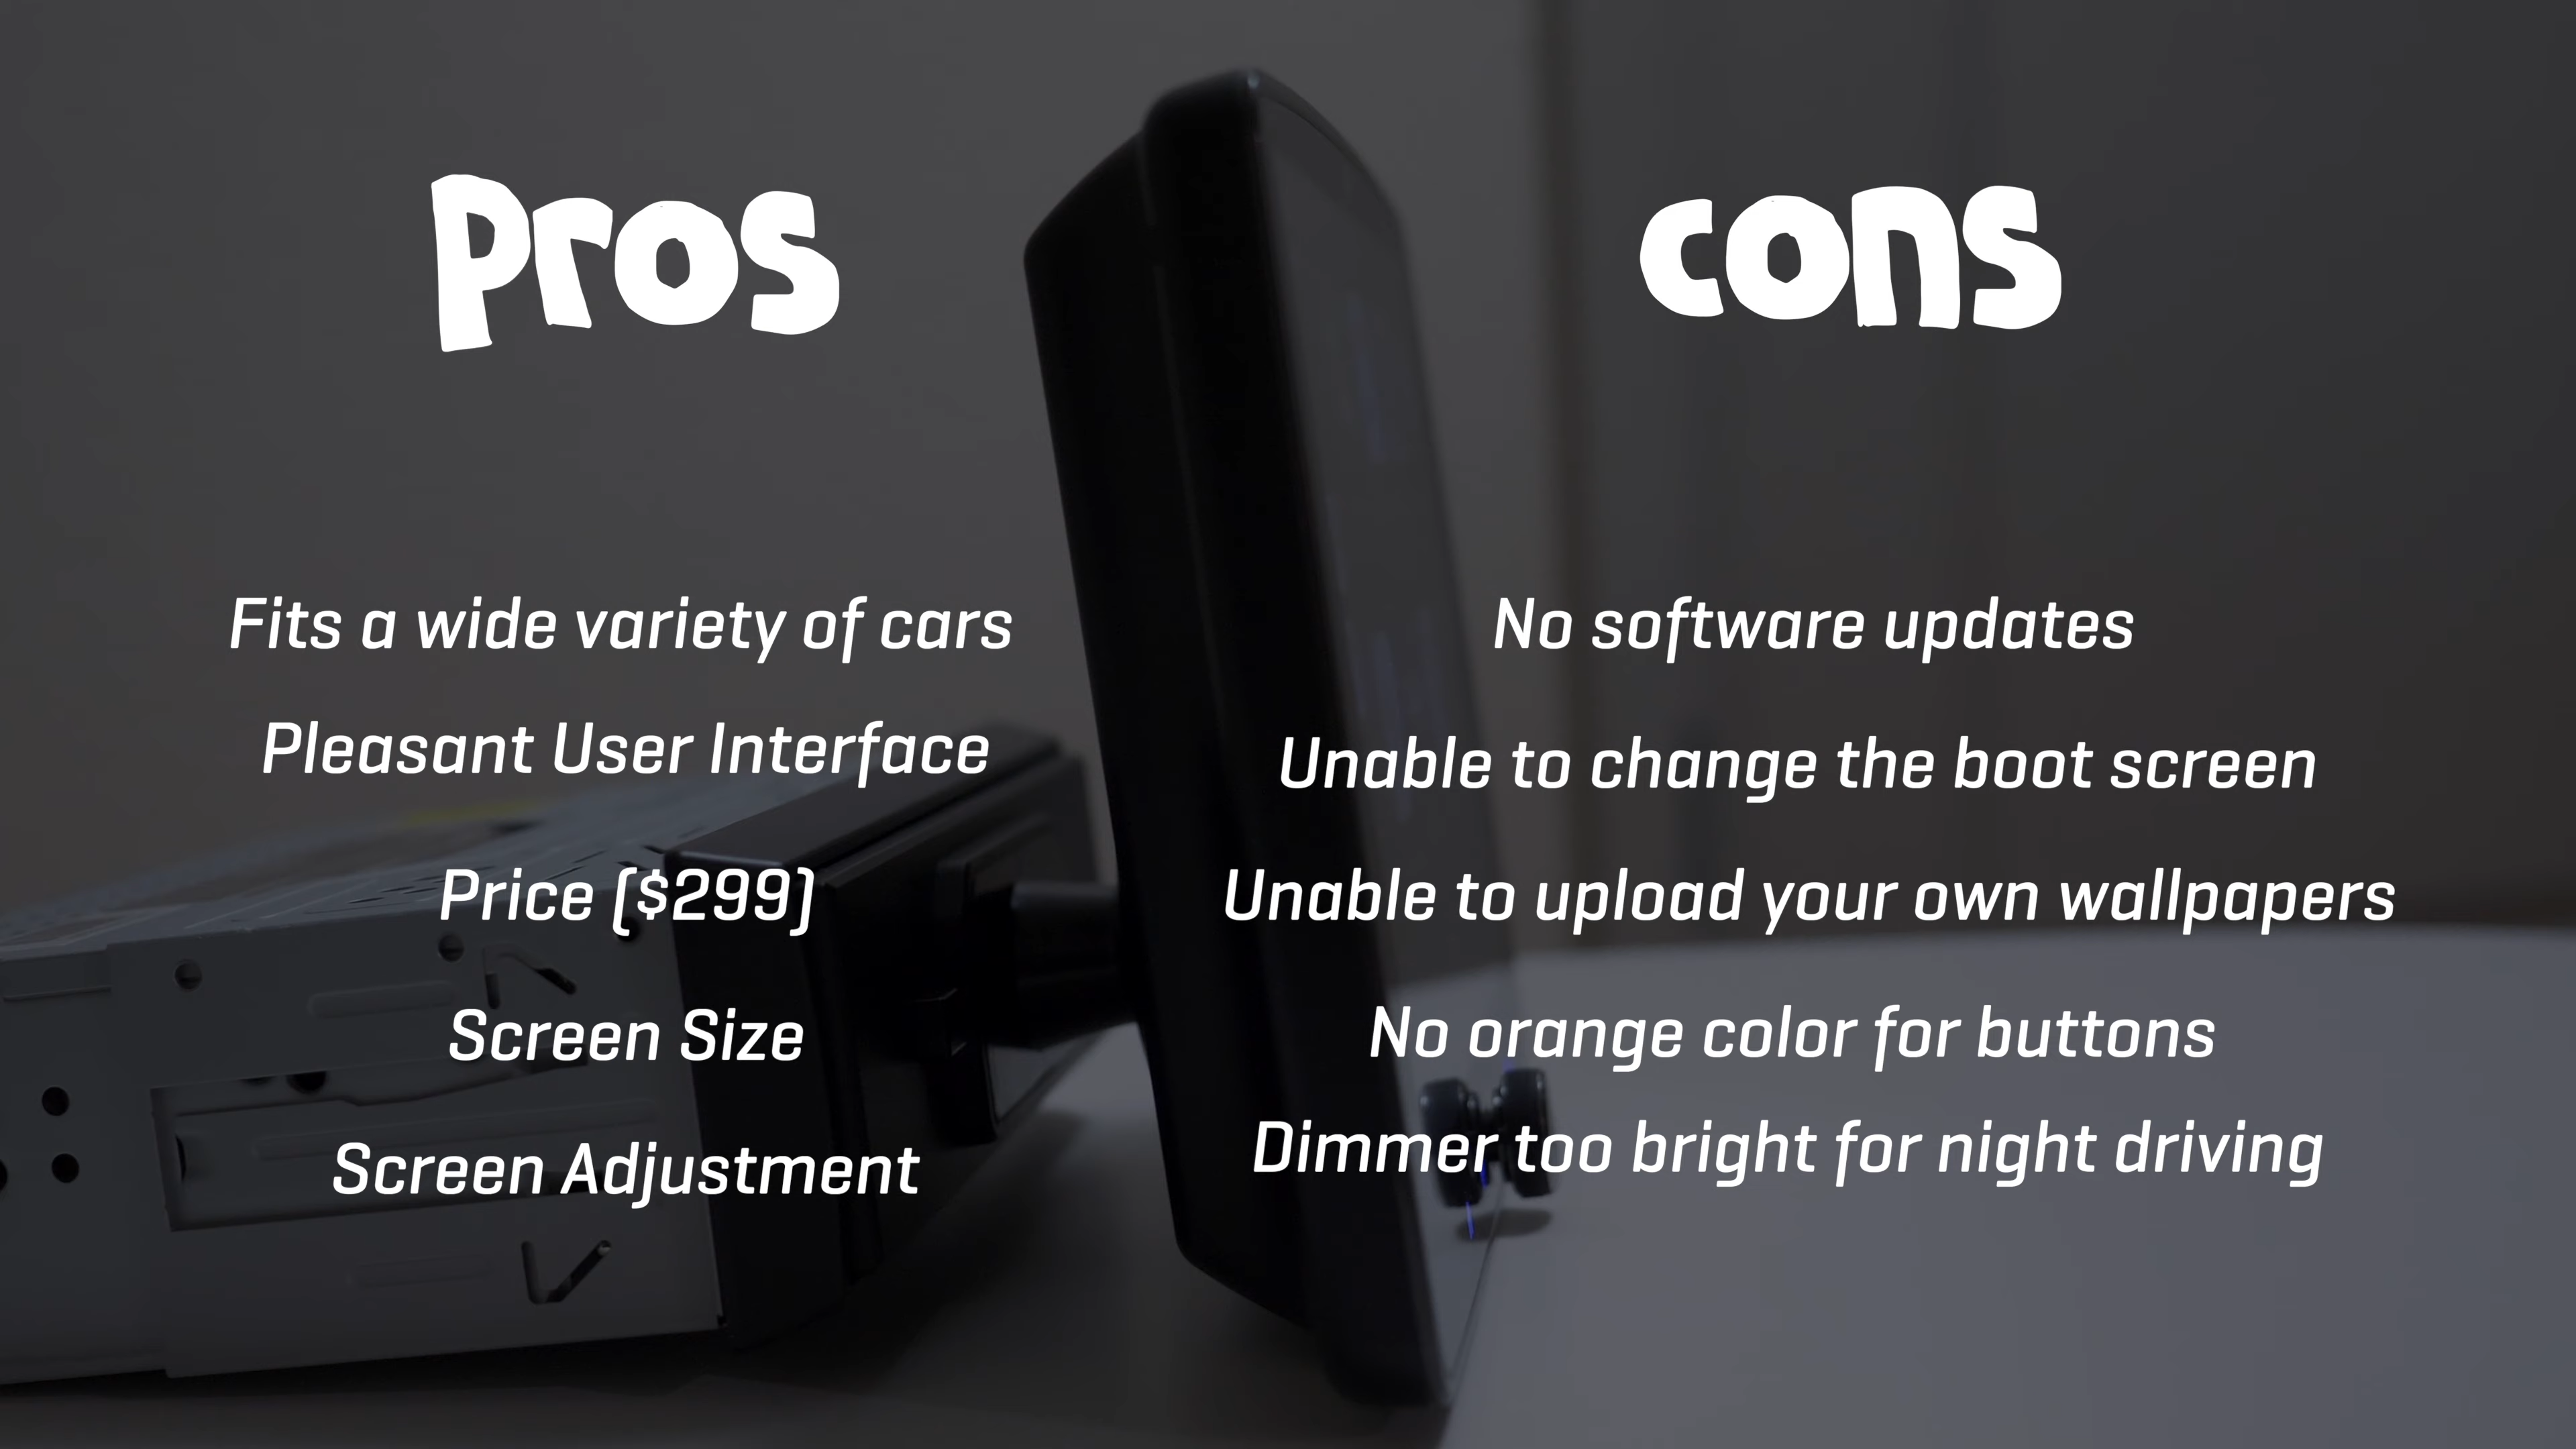 Pros
cons
Fits a wide variety of cars
Pleasant User Interface
Price ($299)
Screen Size
Screen Adjustment
No software updates
Unable to change the boot screen
Unable to upload your own wallpapers
No orange color for buttons
Dimmer too bright for night driving